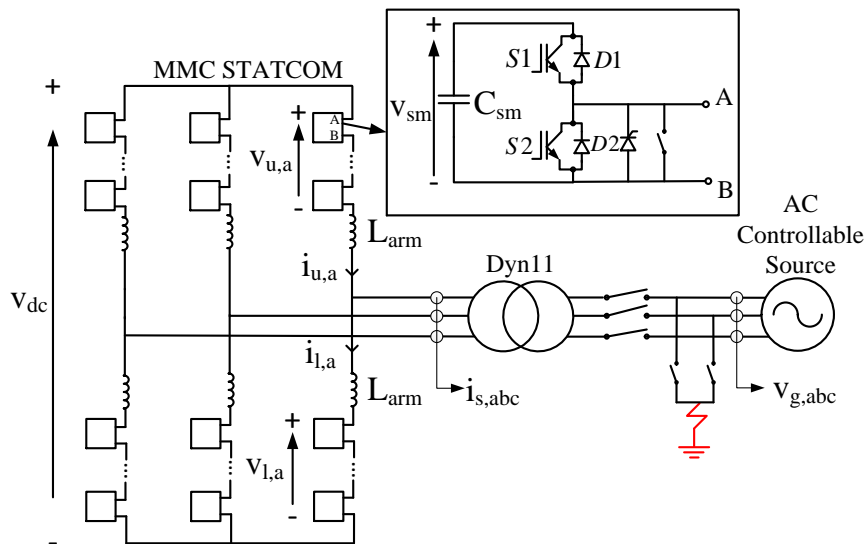 MMC STATCOM
+
v_dc
-
A
B
+
v_u,a
-
L_arm
i_u,a
i_l,a
L_arm
+
v_l,a
-
+
v_sm
-
C_sm
S1
D1
S2
D2
A
B
Dyn11
i_s,abc
AC
Controllable
Source
v_g,abc